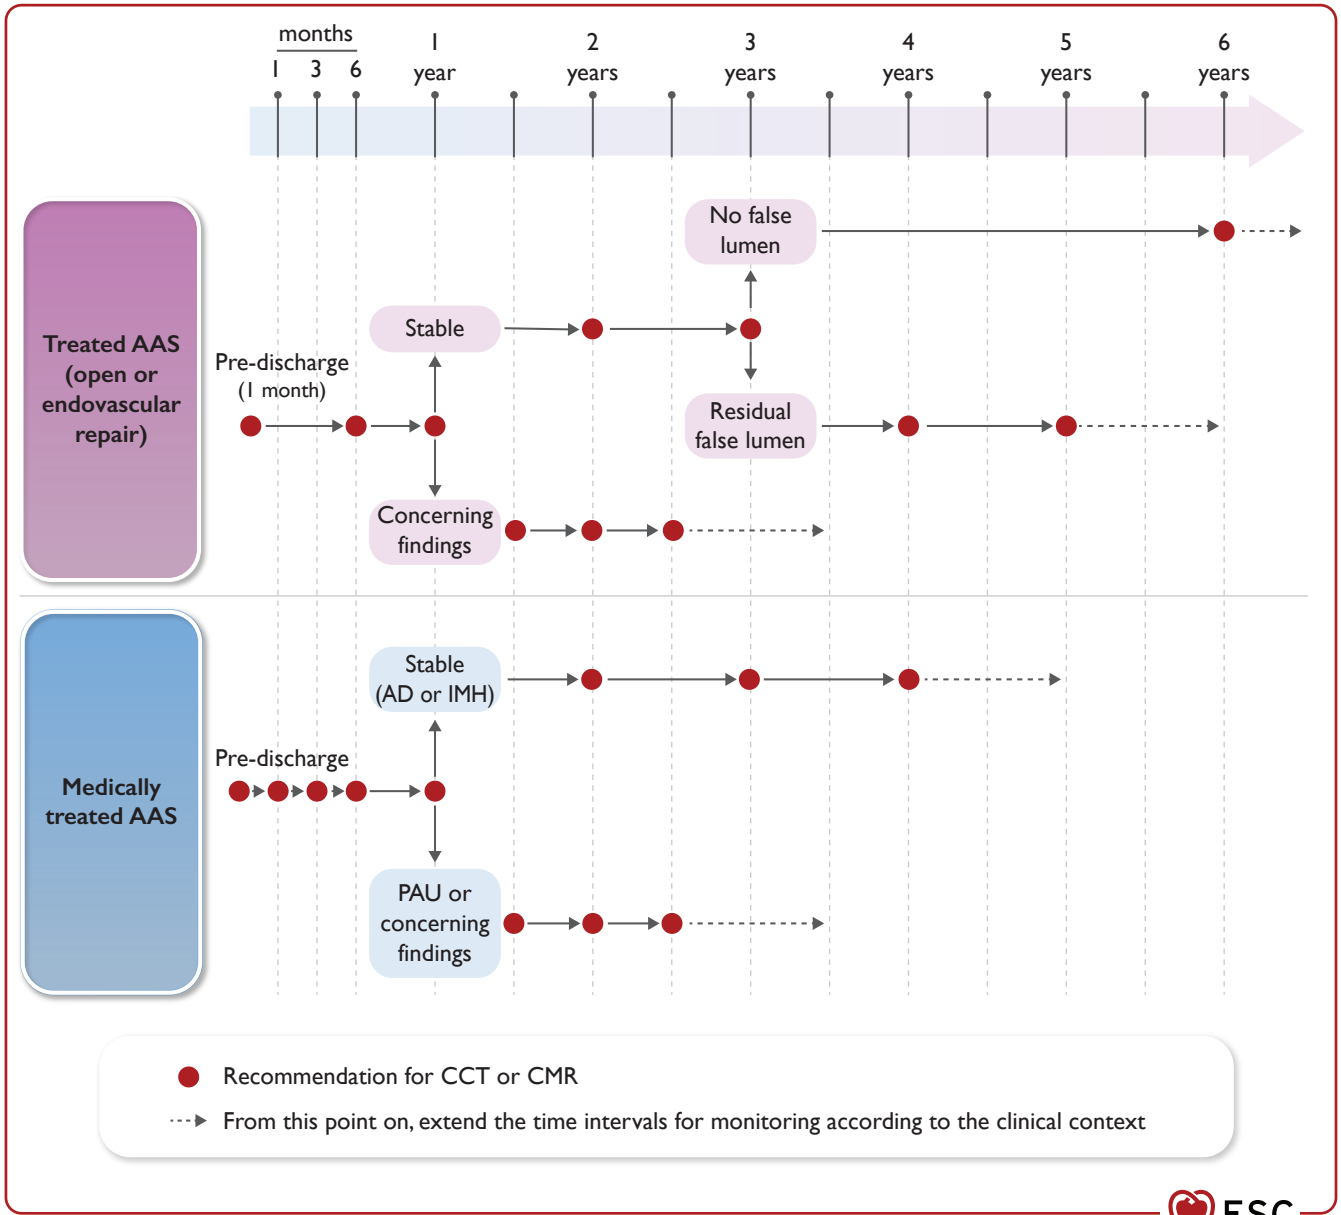 months
1 3 6
1 year
2 years
3 years
4 years
5 years
6 years
Treated AAS
(open or
endovascular
repair)
Pre-discharge
(1 month)
Stable
Concerning
findings
No false
lumen
Residual
false lumen
Medically
treated AAS
Pre-discharge
Stable
(AD or IMH)
PAU or
concerning
findings
Recommendation for CCT or CMR
From this point on, extend the time intervals for monitoring according to the clinical context
ESC